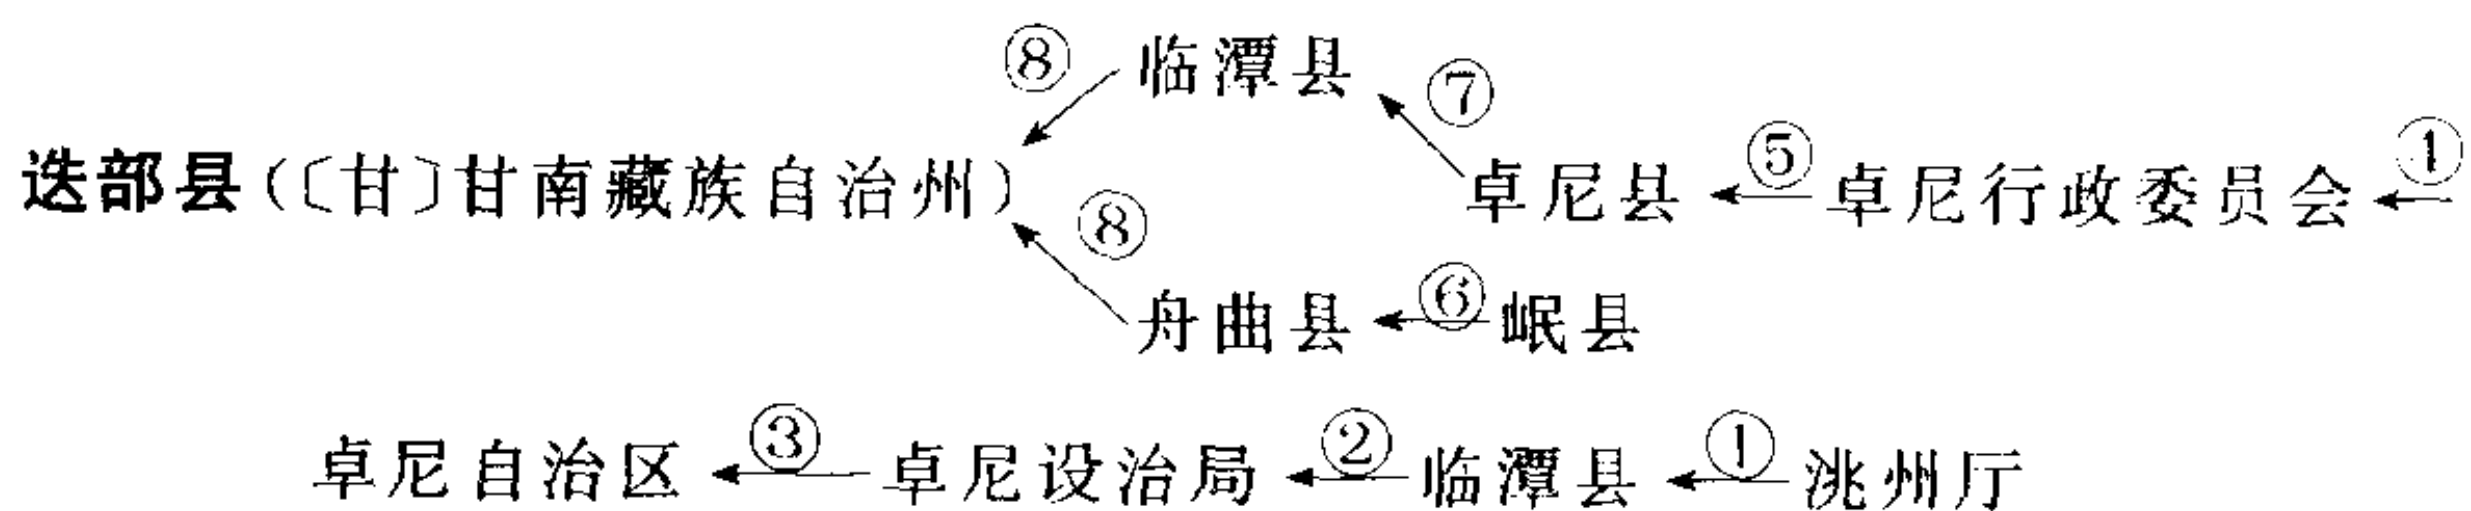 ⑧ 临潭县 ⑦
迭部县(〔甘〕甘南藏族自治州) ⑧ 卓尼县 ←⑤ 卓尼行政委员会 ←④
舟曲县 ←⑥ 岷县
卓尼自治区 ←③ 卓尼设治局 ←② 临潭县 ←① 洮州厅